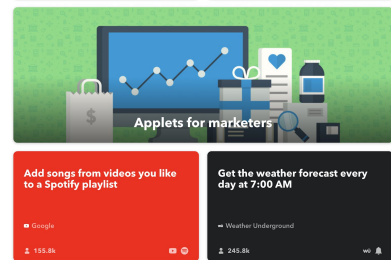 Applets for marketers
Add songs from videos you like
to a Spotify playlist
Google
155.8k
Get the weather forecast every
day at 7:00 AM
Weather Underground
245.8k
wu